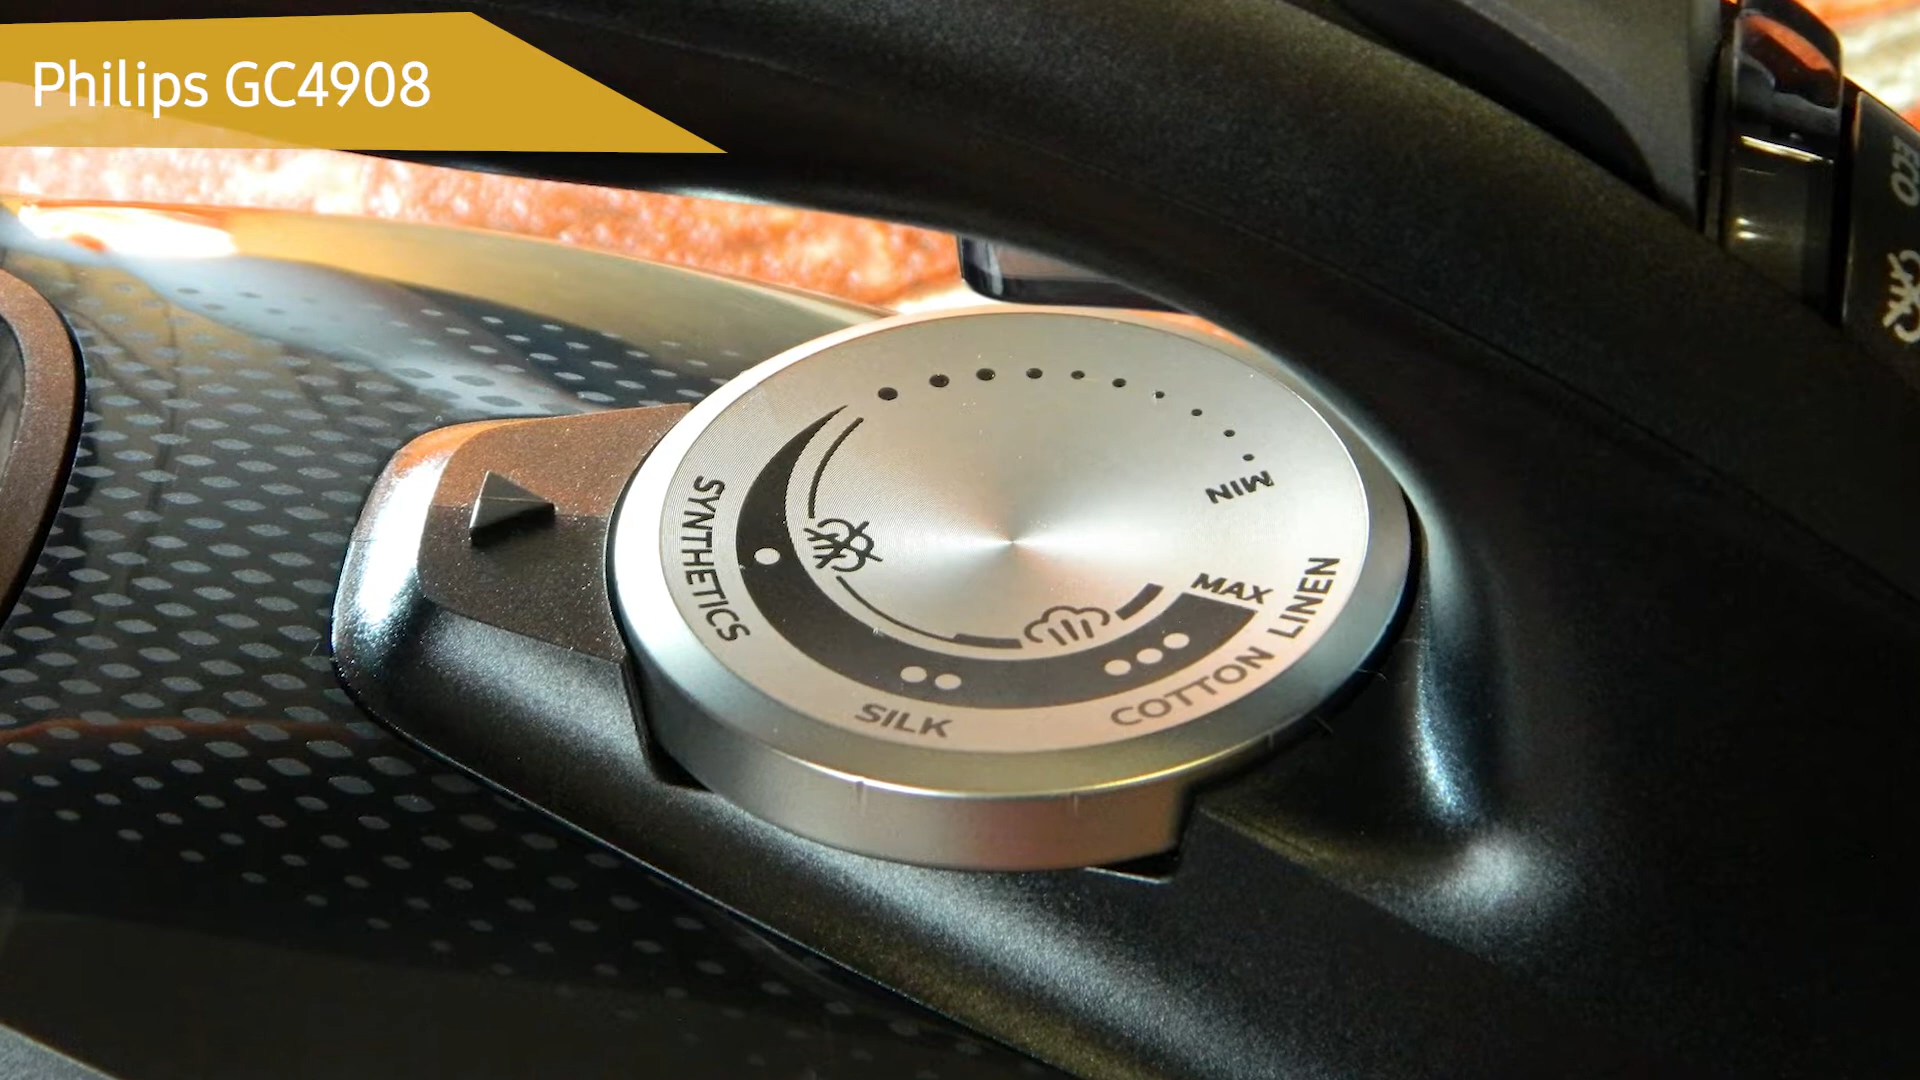 Philips GC4908
ECO
MIN
MAX
SYNTHETICS
SILK
COTTON LINEN